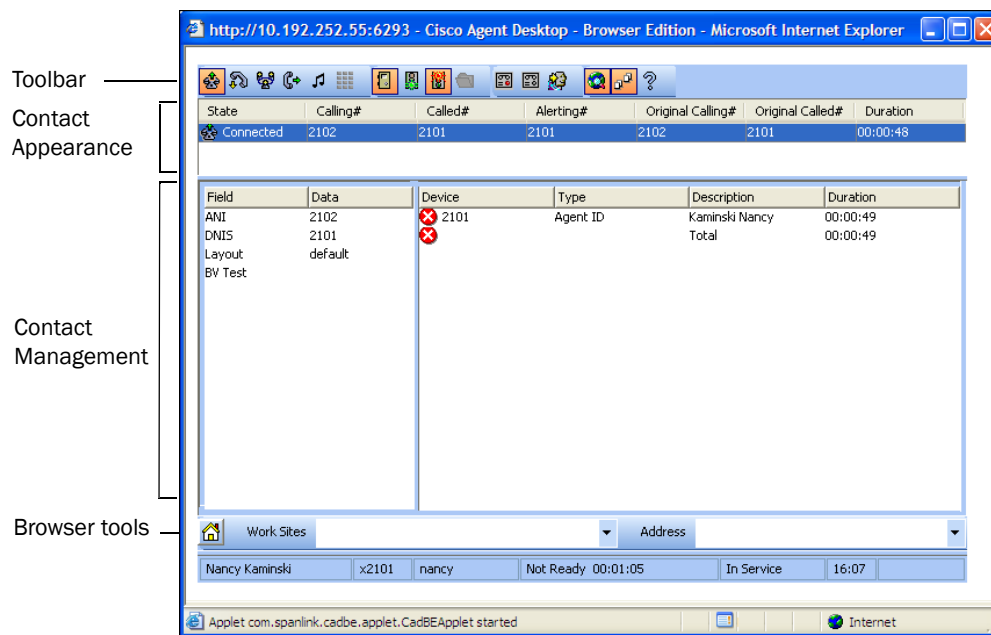 http://10.192.252.55:6293 - Cisco Agent Desktop - Browser Edition - Microsoft Internet Explorer
Toolbar
?
Contact Appearance
State Calling# Called# Alerting# Original Calling# Original Called# Duration
Connected 2102 2101 2101 2102 2101 00:00:48
Contact Management
Field Data
ANI 2102
DNIS 2101
Layout default
BV Test
Device Type Description Duration
2101 Agent ID Kaminski Nancy 00:00:49
Total 00:00:49
Browser tools
Work Sites Address
Nancy Kaminski x2101 nancy Not Ready 00:01:05 In Service 16:07
Applet com.spanlink.cadbe.applet.CadBEApplet started Internet